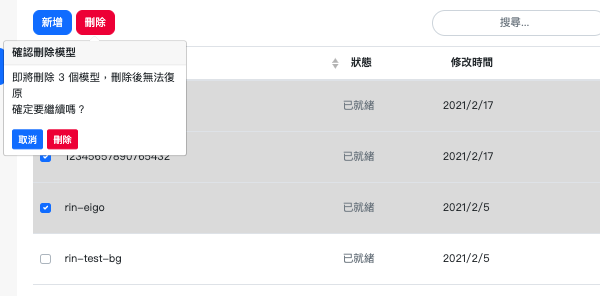 新增 刪除
搜尋...
確認刪除模型
即將刪除 3 個模型，刪除後無法復
原
確定要繼續嗎？
取消 刪除
狀態 修改時間
已就緒 2021/2/17
12345657890765432 已就緒 2021/2/17
rin-eigo 已就緒 2021/2/5
rin-test-bg 已就緒 2021/2/5